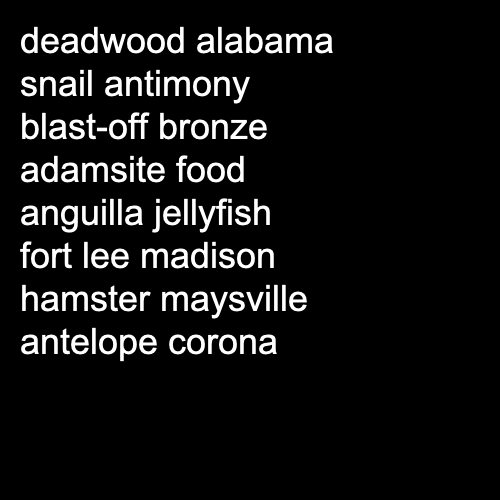 deadwood alabama
snail antimony
blast-off bronze
adamsite food
anguilla jellyfish
fort lee madison
hamster maysville
antelope corona